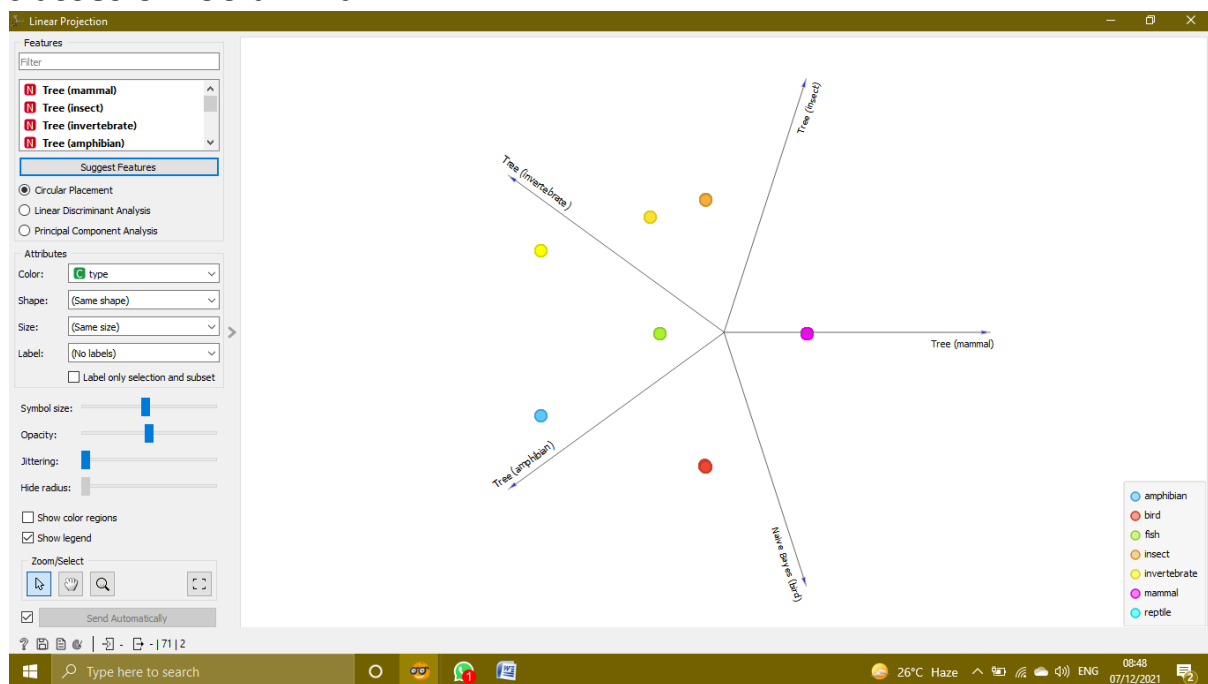 Linear Projection
Features
Filter
N Tree (mammal)
N Tree (insect)
N Tree (invertebrate)
N Tree (amphibian)
Suggest Features
Circular Placement
Linear Discriminant Analysis
Principal Component Analysis
Attributes
Color: C type
Shape: (Same shape)
Size: (Same size)
Label: (No labels)
Label only selection and subset
Symbol size:
Opacity:
Jittering:
Hide radius:
Show color regions
Show legend
Zoom/Select
Send Automatically
? - - | 71 | 2
Tree (insect)
Tree (invertebrate)
Tree (mammal)
Tree (amphibian)
Naive Bayes (bird)
amphibian
bird
fish
insect
invertebrate
mammal
reptile
Type here to search
1
W
26°C Haze
ENG
08:48
07/12/2021
2